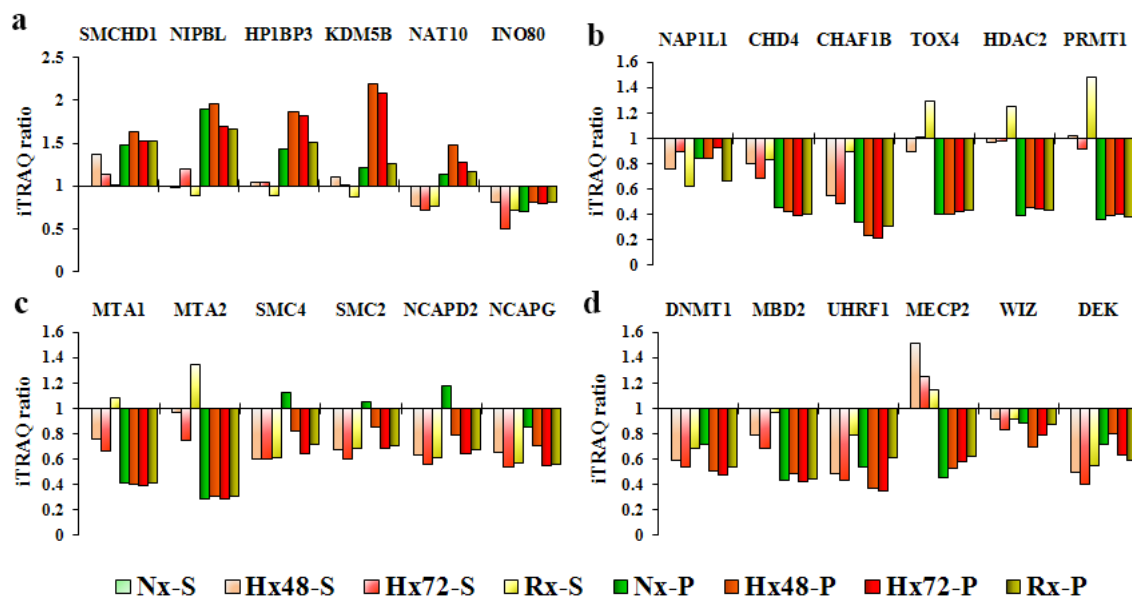 a
SMCHD1 NIPBL HP1BP3 KDM5B NAT10 INO80
2.5
2
1.5
1
0.5
0
iTRAQ ratio
b
NAP1L1 CHD4 CHAF1B TOX4 HDAC2 PRMT1
1.6
1.4
1.2
1
0.8
0.6
0.4
0.2
0
iTRAQ ratio
c
MTA1 MTA2 SMC4 SMC2 NCAPD2 NCAPG
1.6
1.4
1.2
1
0.8
0.6
0.4
0.2
0
iTRAQ ratio
d
DNMT1 MBD2 UHRF1 MECP2 WIZ DEK
1.6
1.4
1.2
1
0.8
0.6
0.4
0.2
0
iTRAQ ratio
Nx-S Hx48-S Hx72-S Rx-S Nx-P Hx48-P Hx72-P Rx-P